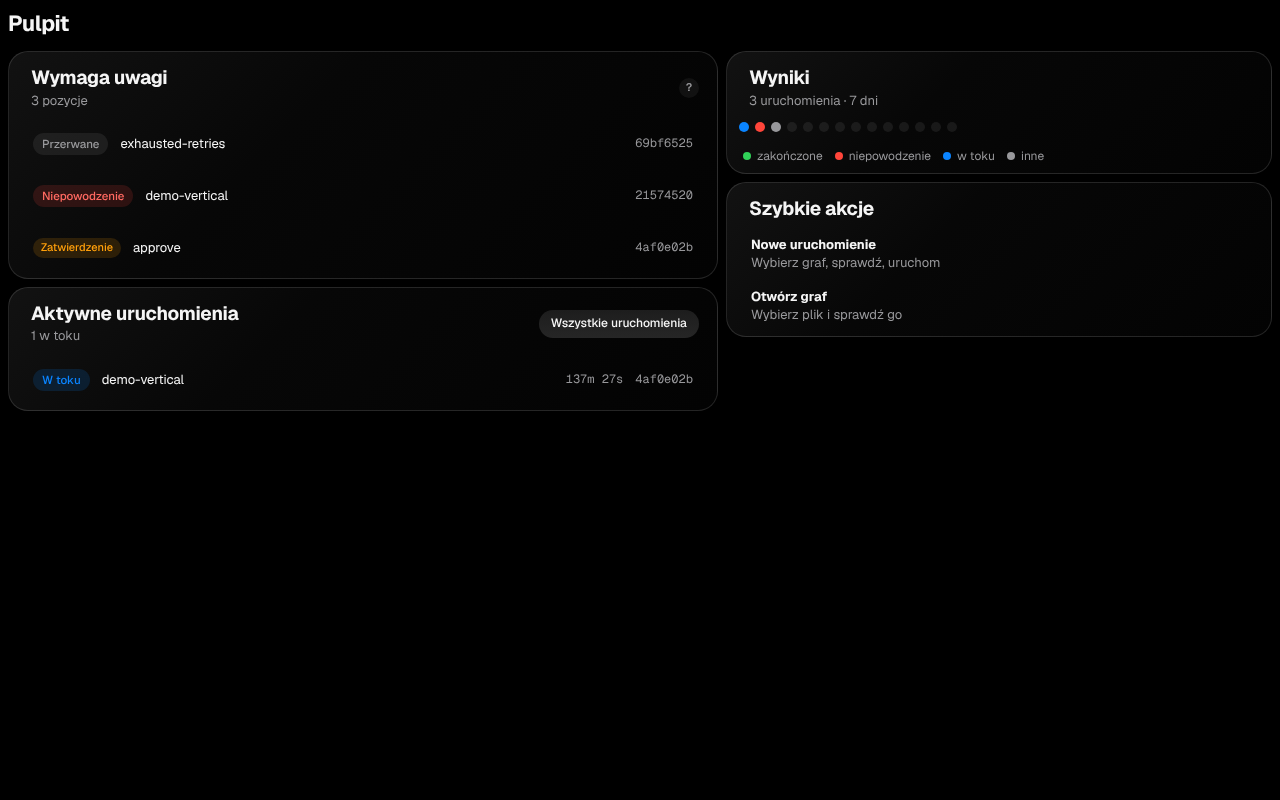 Pulpit
Wymaga uwagi
3 pozycje
?
Przerwane exhausted-retries 69bf6525
Niepowodzenie demo-vertical 21574520
Zatwierdzenie approve 4af0e02b
Aktywne uruchomienia
1 w toku
Wszystkie uruchomienia
W toku demo-vertical 137m 27s 4af0e02b
Wyniki
3 uruchomienia · 7 dni
zakończone niepowodzenie w toku inne
Szybkie akcje
Nowe uruchomienie
Wybierz graf, sprawdź, uruchom
Otwórz graf
Wybierz plik i sprawdź go